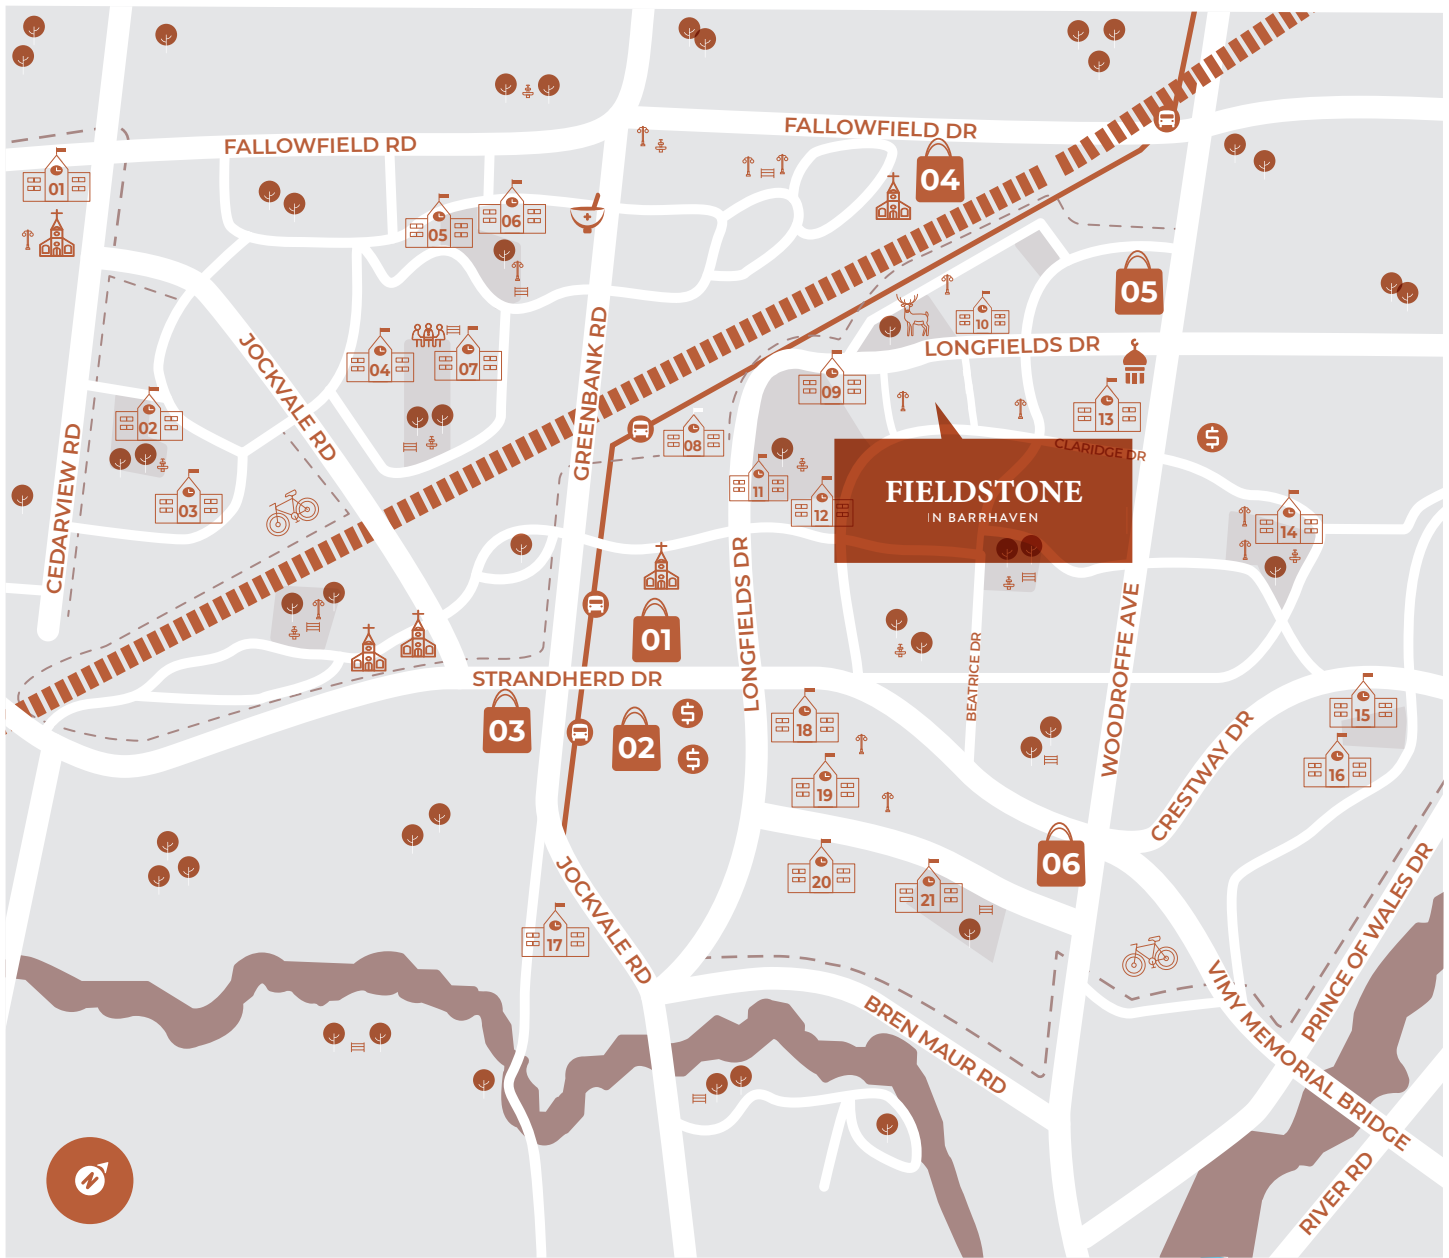 FALLOWFIELD RD
FALLOWFIELD DR
01
04
05
06
05
10
LONGFIELDS DR
04
07
09
JOCKVALE RD
GREENBANK RD
02
08
13
CLARIDGE DR
CEDARVIEW RD
03
11
12
FIELDSTONE
IN BARRHAVEN
14
LONGFIELDS DR
01
WOODROFFE AVE
BEATRICE DR
STRANDHERD DR
03
02
18
15
CRESTWAY DR
16
19
06
20
21
JOCKVALE RD
17
PRINCE OF WALES DR
VIMY MEMORIAL BRIDGE
BREN MAUR RD
RIVER RD
N